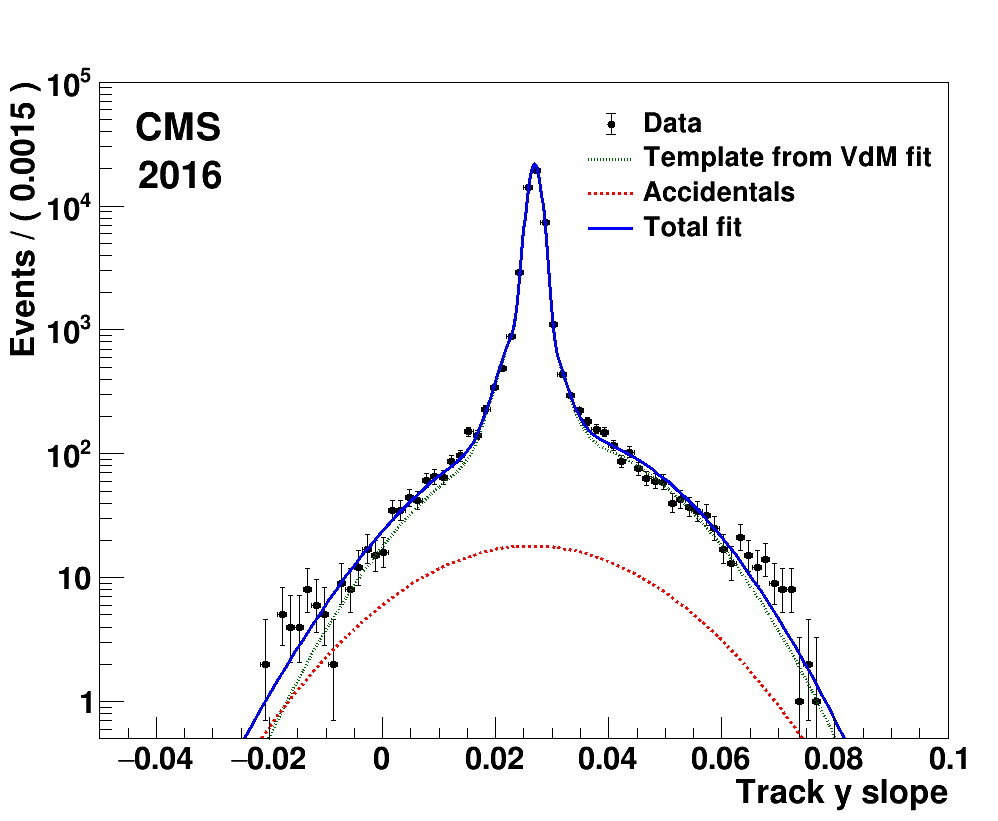 CMS
2016
Data
Template from VdM fit
Accidentals
Total fit
Events / ( 0.0015 )
10^5
10^4
10^3
10^2
10
1
−0.04 −0.02 0 0.02 0.04 0.06 0.08 0.1
Track y slope